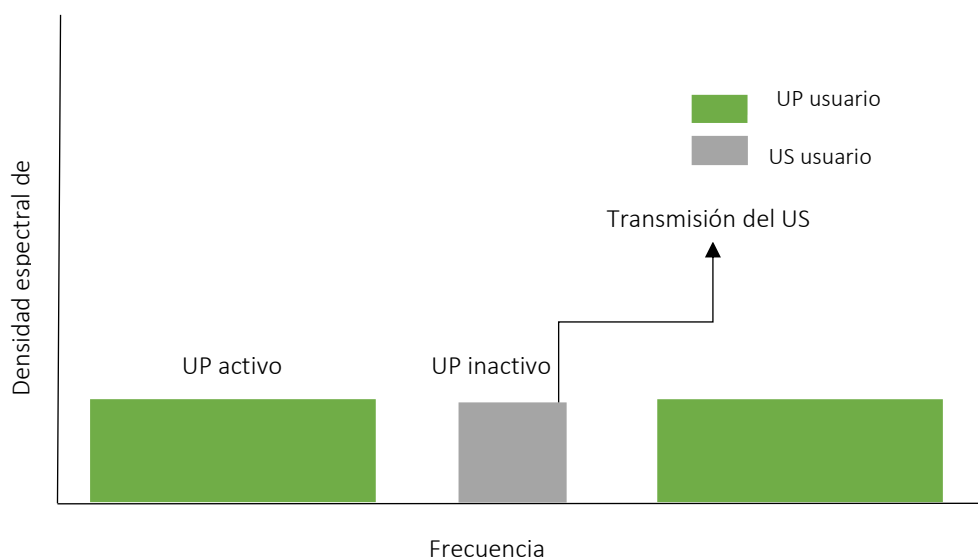 UP usuario
US usuario
Transmisión del US
UP activo
UP inactivo
Densidad espectral de
Frecuencia